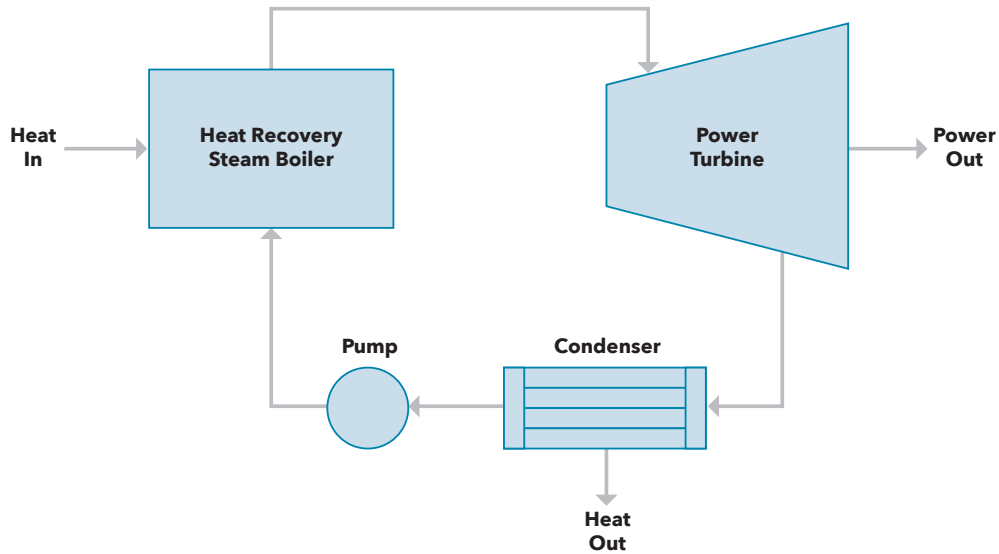 Heat
In
Heat Recovery
Steam Boiler
Power
Turbine
Power
Out
Pump
Condenser
Heat
Out